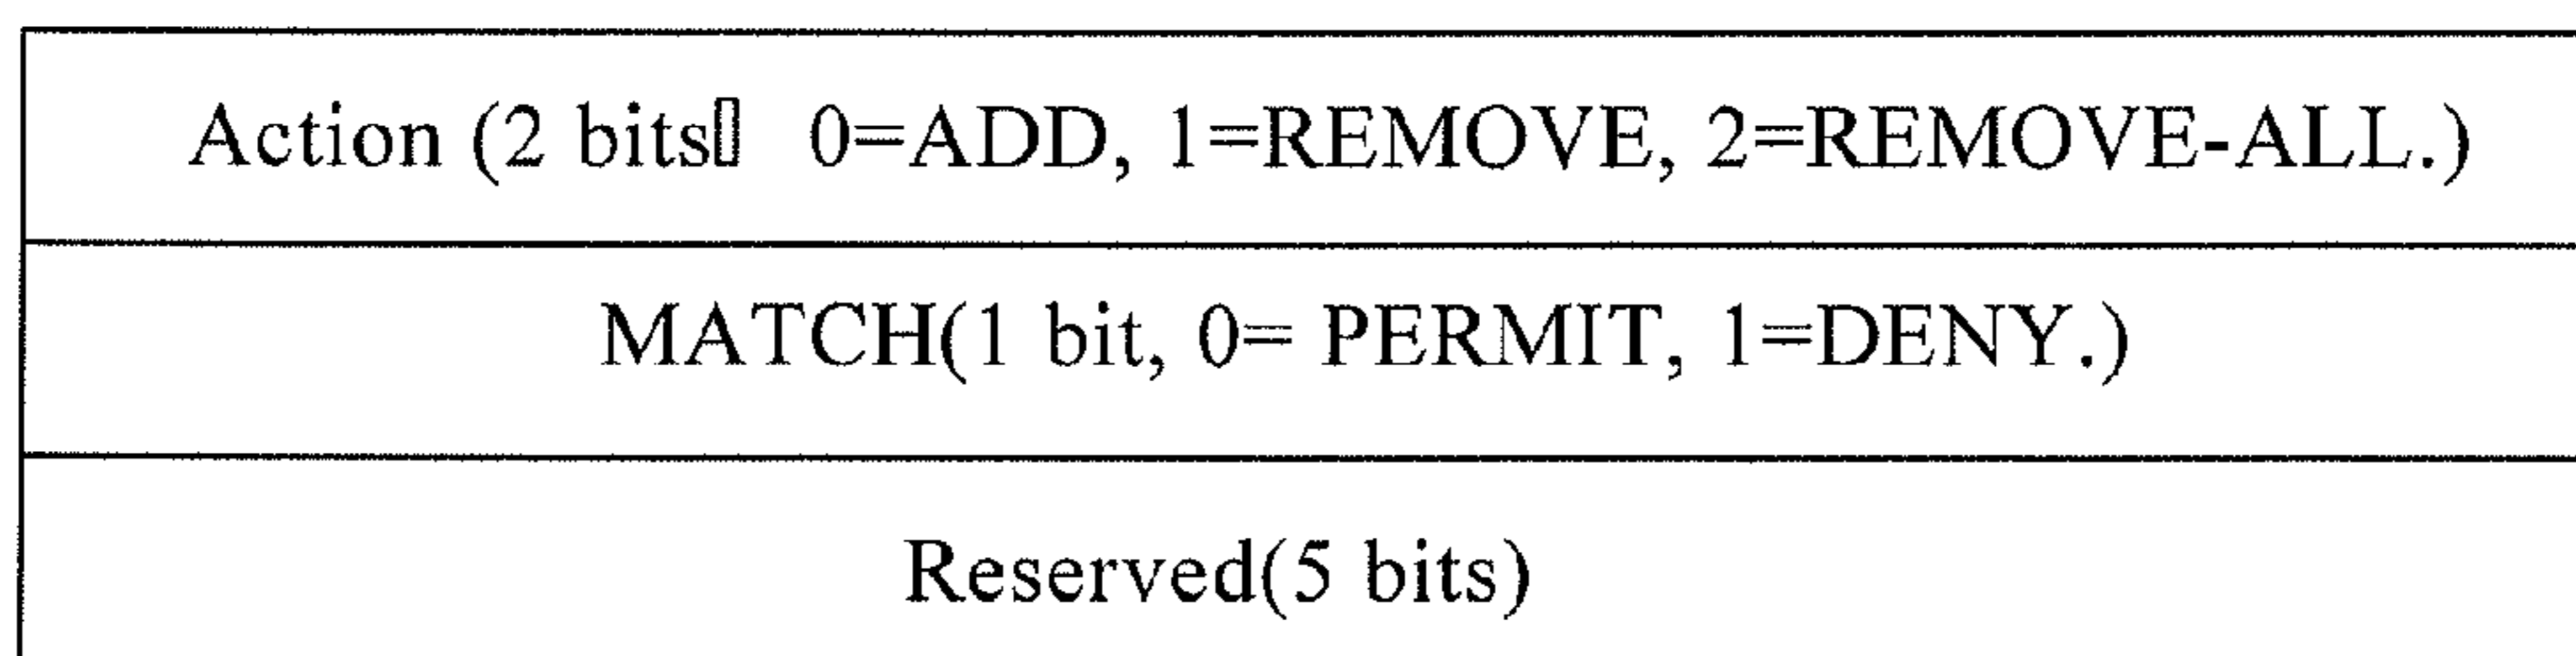 Action (2 bits▯ 0=ADD, 1=REMOVE, 2=REMOVE-ALL.)
MATCH(1 bit, 0= PERMIT, 1=DENY.)
Reserved(5 bits)